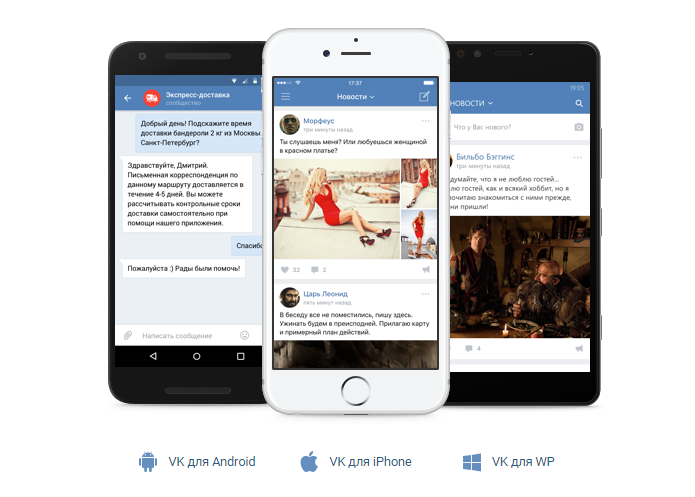 Экспресс-доставка
сообщество
Добрый день! Подскажите время
доставки бандероли 2 кг из Москвы
Санкт-Петербург?
Здравствуйте, Дмитрий.
Письменная корреспонденция по
данному маршруту доставляется в
течение 4-5 дней. Вы можете
рассчитывать контрольные сроки
доставки самостоятельно при
помощи нашего приложения.
Спасибо
Пожалуйста :) Рады были помочь!
Написать сообщение
17:37
Новости
Морфеус
три минуты назад
Ты слушаешь меня? Или любуешься женщиной
в красном платье?
32
2
Царь Леонид
пять минут назад
В беседу все не поместились, пишу здесь.
Ужинать будем в преисподней. Прилагаю карту
и примерный план действий.
19:05
НОВОСТИ
Что у Вас нового?
Бильбо Бэггинс
три минуты назад
думайте, что я не люблю гостей...
лю гостей, как и всякий хоббит, но я
почитаю знакомиться с ними прежде,
они пришли!
4
VK для Android
VK для iPhone
VK для WP